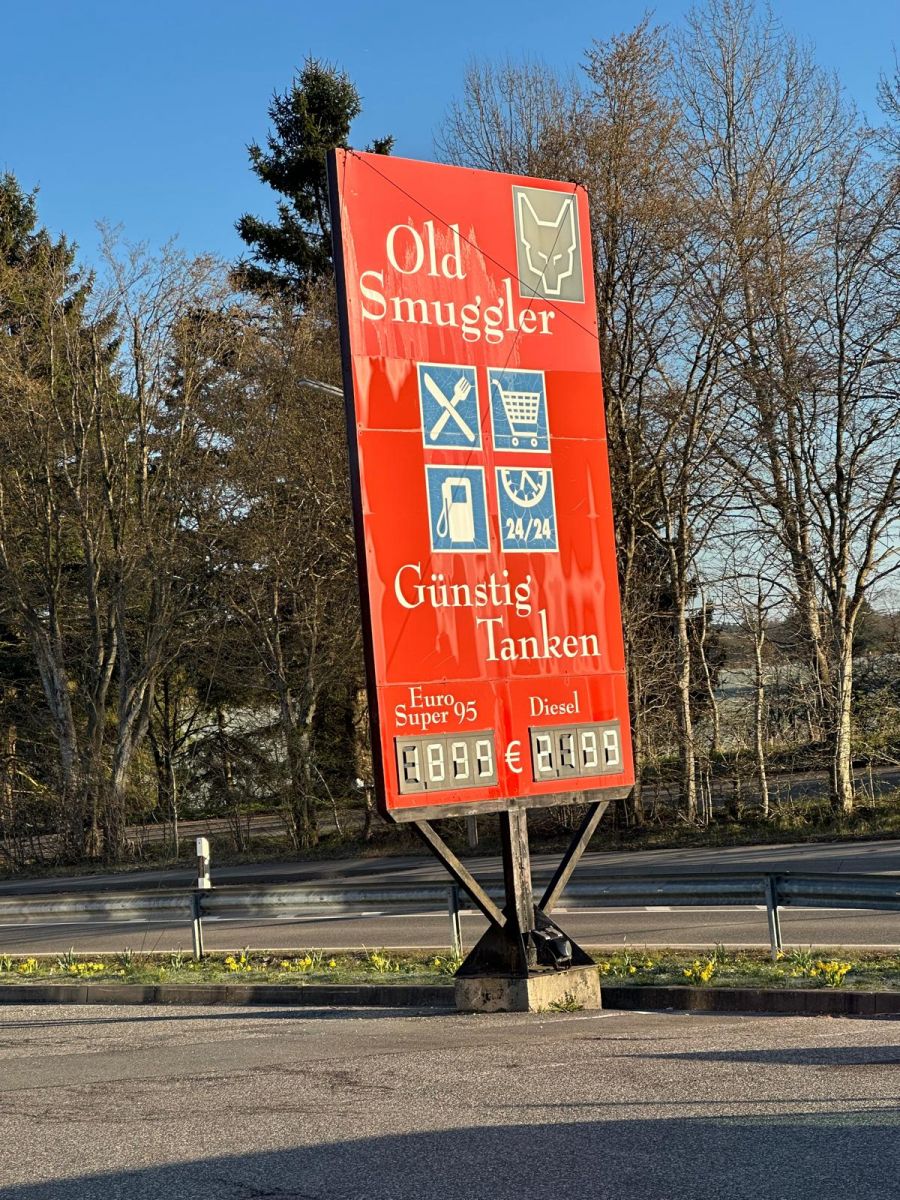 Old
Smuggler
24/24
Günstig
Tanken
Euro
Super 95
Diesel
€